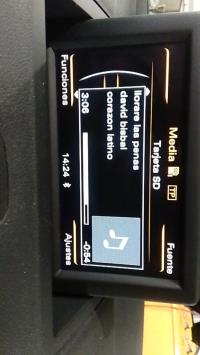 Media TP
Tarjeta SD
Fuente
Funciones
llorare las penas
david bisbal
corazon latino
3:06
-0:54
14:24
Ajustes